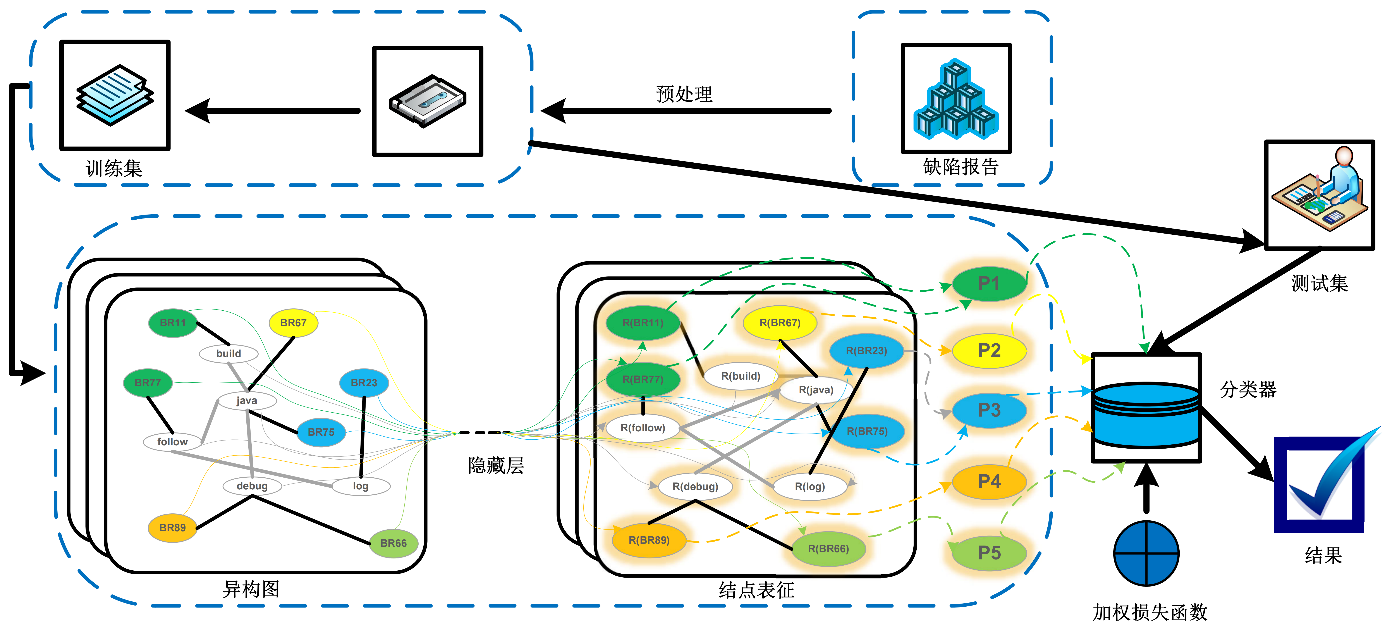 预处理
训练集
缺陷报告
测试集
BR11
BR67
build
BR77
BR23
java
BR75
follow
debug
log
BR89
BR66
异构图
隐藏层
R(BR11)
R(BR67)
R(BR23)
R(BR77)
R(build)
R(java)
R(follow)
R(BR75)
R(debug)
R(log)
R(BR89)
R(BR66)
结点表征
P1
P2
P3
P4
P5
分类器
结果
加权损失函数